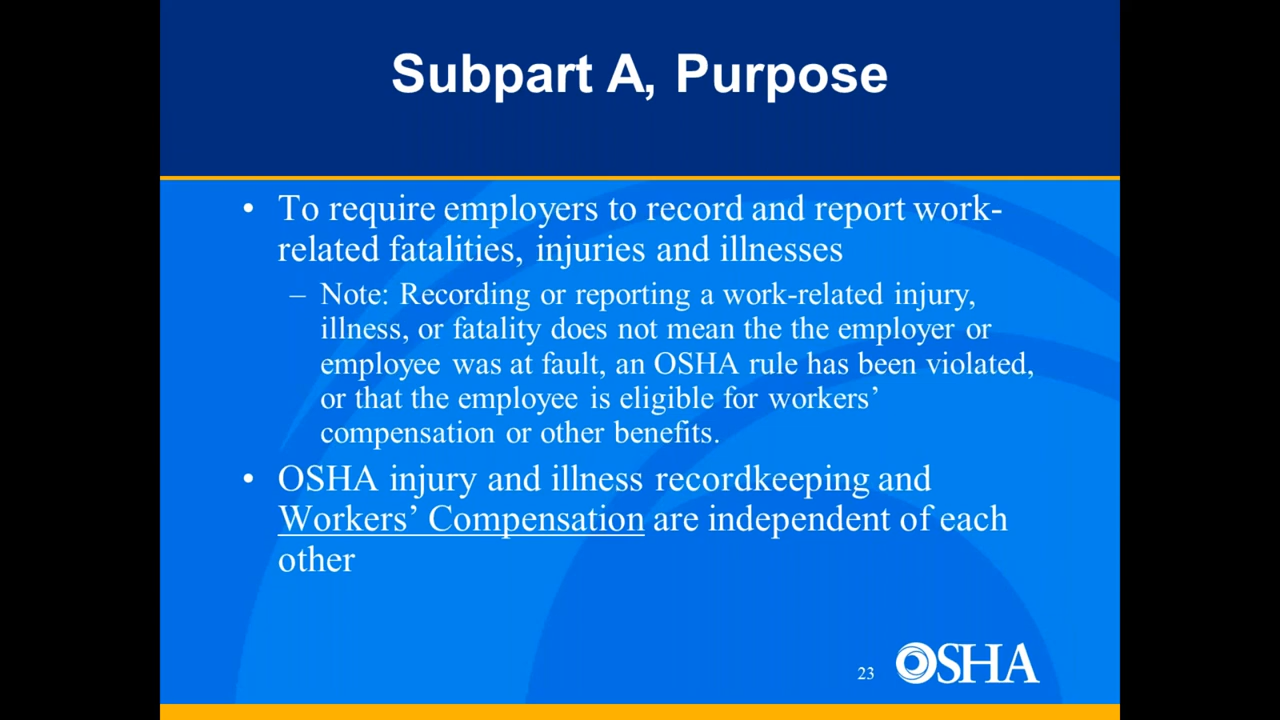 Subpart A, Purpose
• To require employers to record and report work-
related fatalities, injuries and illnesses
– Note: Recording or reporting a work-related injury,
illness, or fatality does not mean the the employer or
employee was at fault, an OSHA rule has been violated,
or that the employee is eligible for workers’
compensation or other benefits.
• OSHA injury and illness recordkeeping and
Workers’ Compensation are independent of each
other
23
OSHA